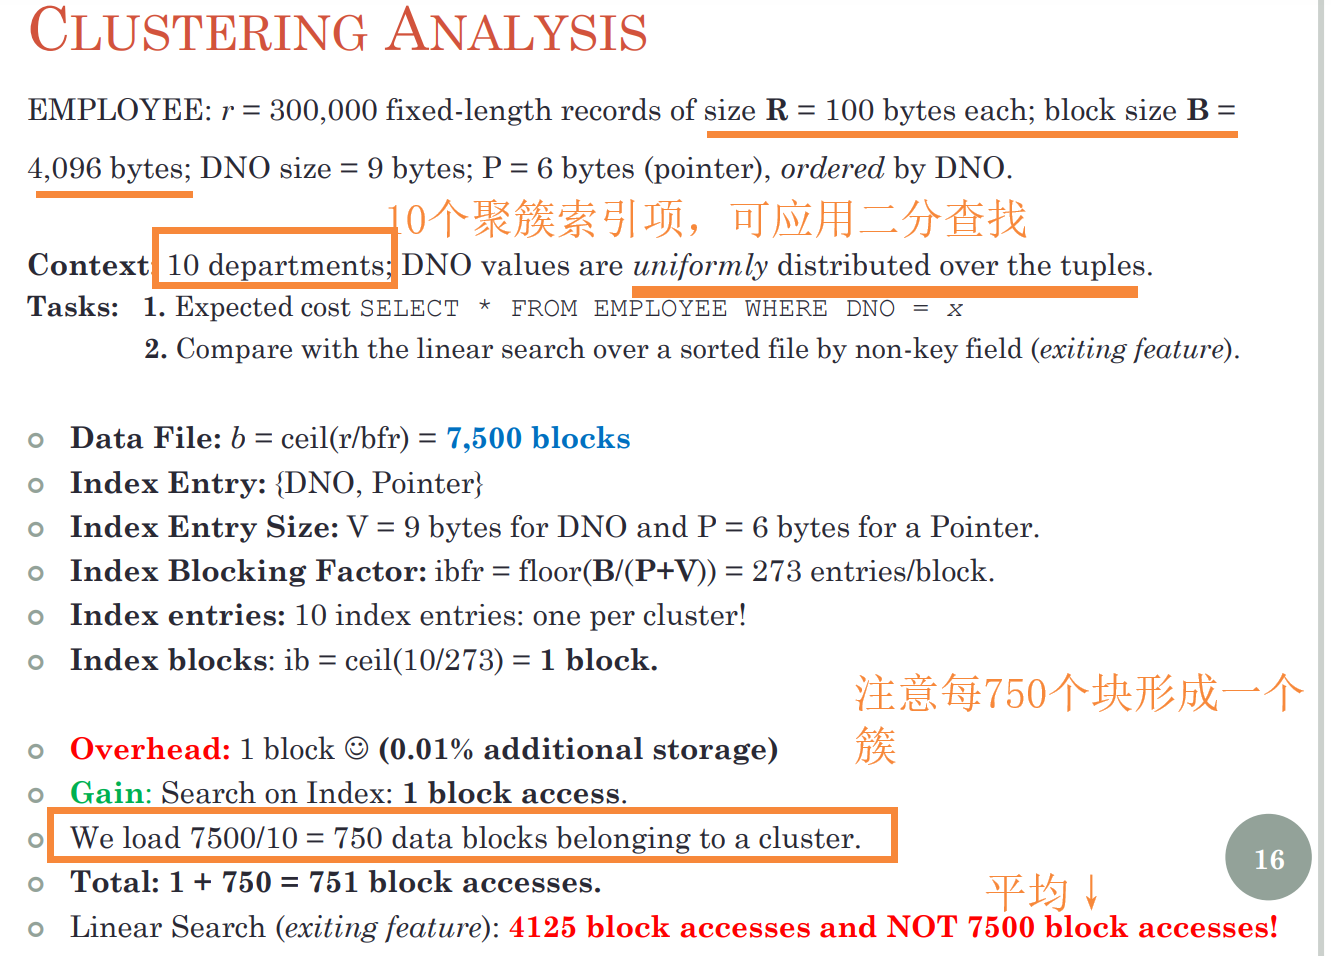 CLUSTERING ANALYSIS
EMPLOYEE: r = 300,000 fixed-length records of size R = 100 bytes each; block size B =
4,096 bytes; DNO size = 9 bytes; P = 6 bytes (pointer), ordered by DNO.
10个聚簇索引项，可应用二分查找
Context: 10 departments; DNO values are uniformly distributed over the tuples.
Tasks: 1. Expected cost SELECT * FROM EMPLOYEE WHERE DNO = x
2. Compare with the linear search over a sorted file by non-key field (exiting feature).
Data File: b = ceil(r/bfr) = 7,500 blocks
Index Entry: {DNO, Pointer}
Index Entry Size: V = 9 bytes for DNO and P = 6 bytes for a Pointer.
Index Blocking Factor: ibfr = floor(B/(P+V)) = 273 entries/block.
Index entries: 10 index entries: one per cluster!
Index blocks: ib = ceil(10/273) = 1 block.
注意每750个块形成一个
簇
Overhead: 1 block ☺ (0.01% additional storage)
Gain: Search on Index: 1 block access.
We load 7500/10 = 750 data blocks belonging to a cluster.
16
Total: 1 + 750 = 751 block accesses.
平均↓
Linear Search (exiting feature): 4125 block accesses and NOT 7500 block accesses!